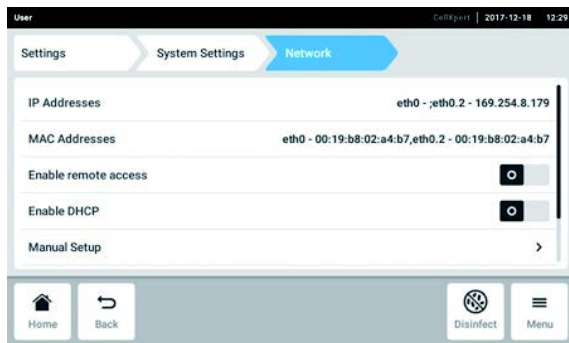 User CellXpert | 2017-12-18 12:29
Settings System Settings Network
IP Addresses eth0 - ;eth0.2 - 169.254.8.179
MAC Addresses eth0 - 00:19:b8:02:a4:b7,eth0.2 - 00:19:b8:02:a4:b7
Enable remote access
Enable DHCP
Manual Setup
Home Back Disinfect Menu